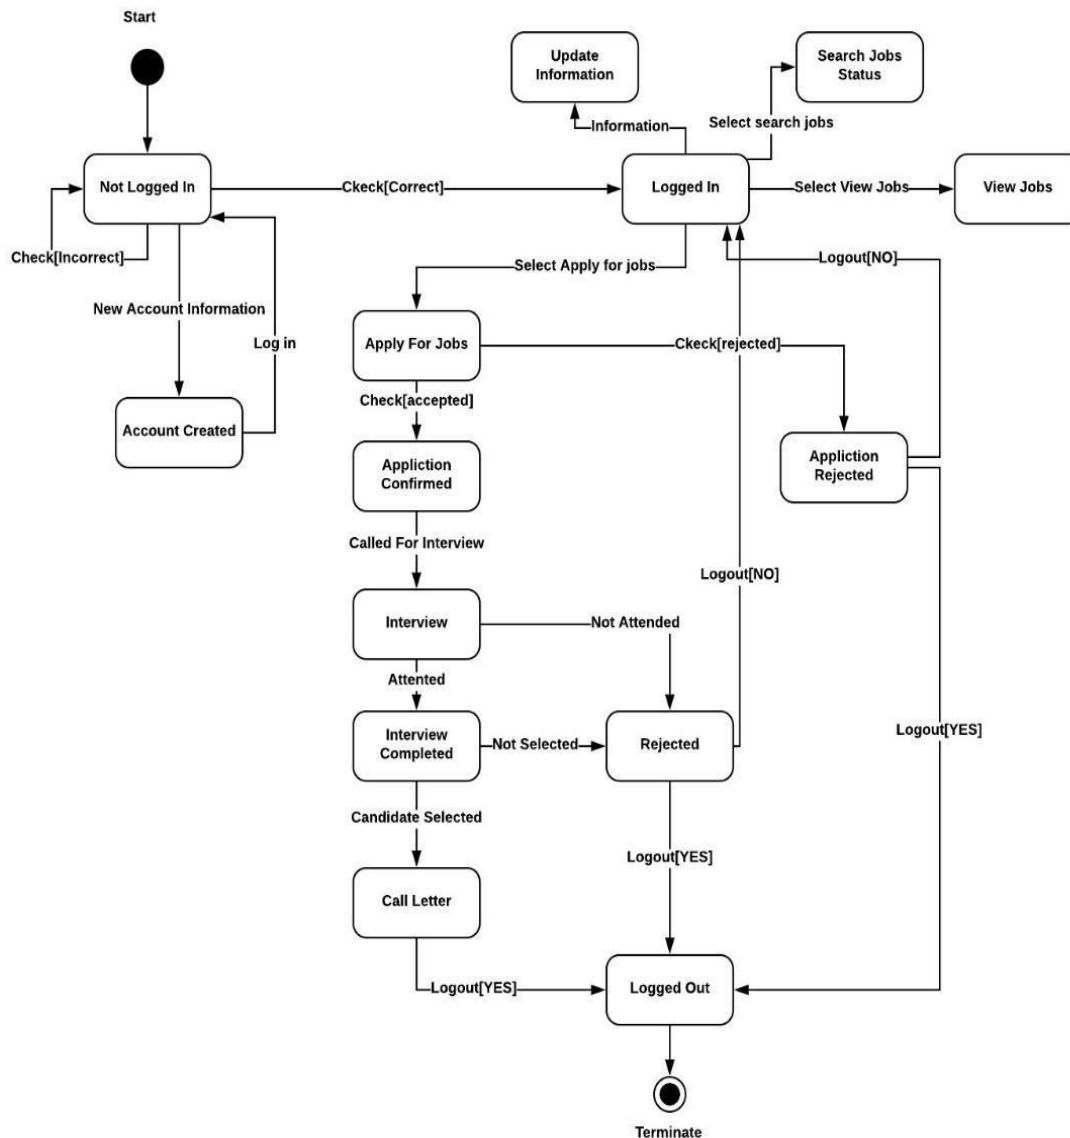 Start
Update
Information
Search Jobs
Status
Information
Select search jobs
Not Logged In
Ckeck[Correct]
Logged In
Select View Jobs
View Jobs
Check[Incorrect]
Logout[NO]
Select Apply for jobs
New Account Information
Log in
Apply For Jobs
Ckeck[rejected]
Check[accepted]
Account Created
Appliction
Confirmed
Appliction
Rejected
Called For Interview
Logout[NO]
Interview
Not Attended
Attented
Interview
Completed
Not Selected
Rejected
Logout[YES]
Candidate Selected
Logout[YES]
Call Letter
Logout[YES]
Logged Out
Terminate